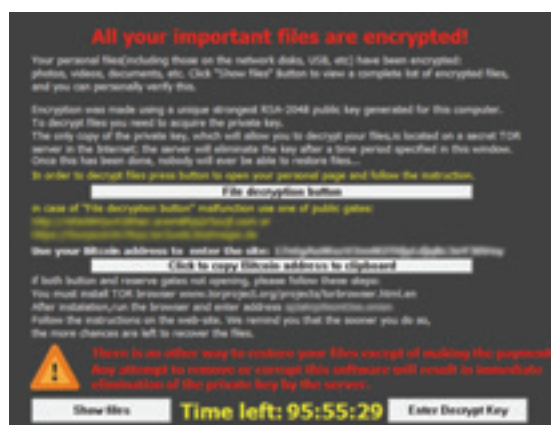 All your important files are encrypted!
Your personal files(including those on the network disks, USB, etc) have been encrypted:
photos, videos, documents, etc. Click "Show files" Button to view a complete list of encrypted files,
and you can personally verify this.
Encryption was made using a unique strongest RSA-2048 public key generated for this computer.
To decrypt files you need to acquire the private key.
The only copy of the private key, which will allow you to decrypt your files,is located on a secret TOR
server in the Internet; the server will eliminate the key after a time period specified in this window.
Once this has been done, nobody will ever be able to restore files...
In order to decrypt files press button to open your personal page and follow the instruction.
File decryption button
in case of "File decryption button" malfunction use one of public gates:
Use your Bitcoin address to enter the site:
Click to copy Bitcoin address to clipboard
if both button and reserve gates not opening, please follow these steps:
You must install TOR browser www.torproject.org/projects/torbrowser.html.en
After instalation,run the browser and enter address
Follow the instructions on the web-site. We remind you that the sooner you do so,
the more chances are left to recover the files.
There is no other way to restore your files except of making the payment
Any attempt to remove or corrupt this software will result in immediate
elimination of the private key by the server.
Show files
Time left: 95:55:29
Enter Decrypt Key